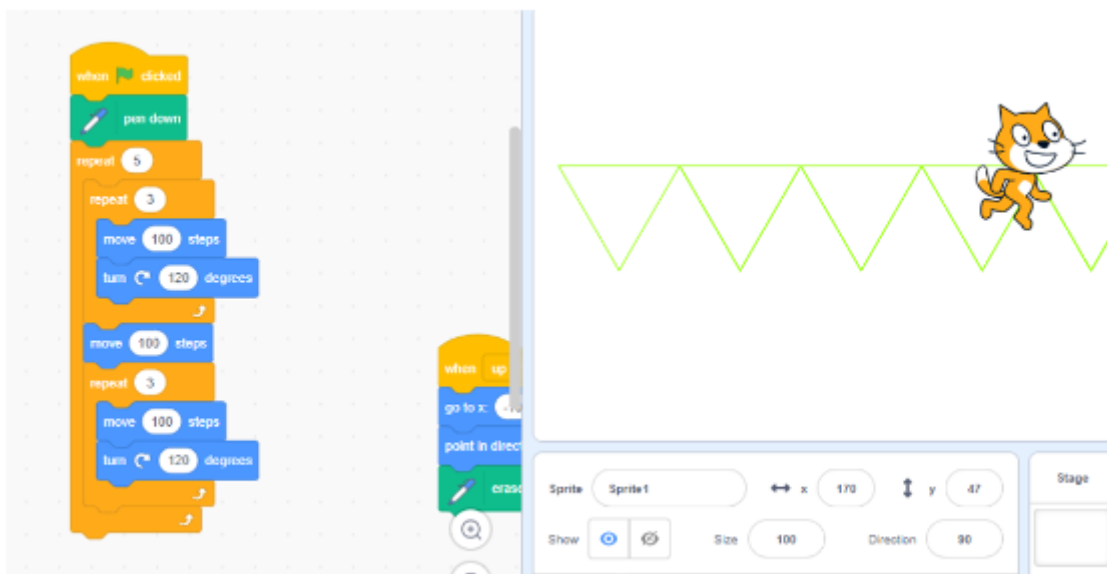 when clicked
pen down
repeat 5
repeat 3
move 100 steps
turn 120 degrees
move 100 steps
repeat 3
move 100 steps
turn 120 degrees
when up
go to x:
point in direc
erase
Sprite Sprite1 x 170 y 47
Show Size 100 Direction 90
Stage